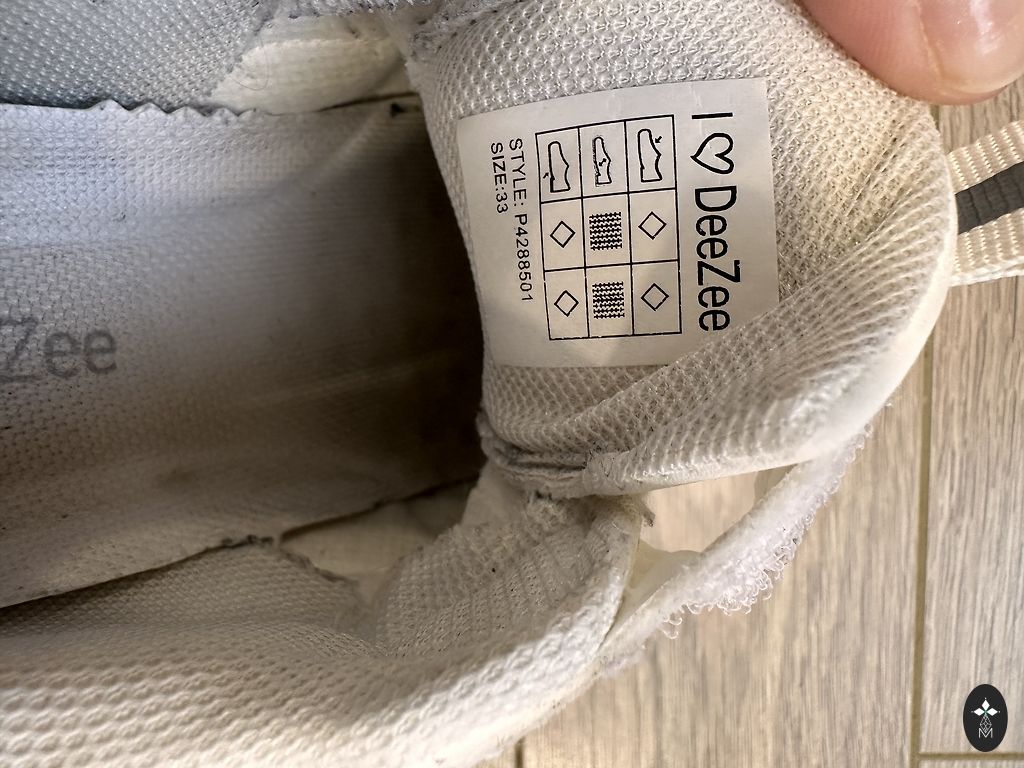 I ♡ DeeZee
STYLE: P4288501
SIZE:33
Zee
M